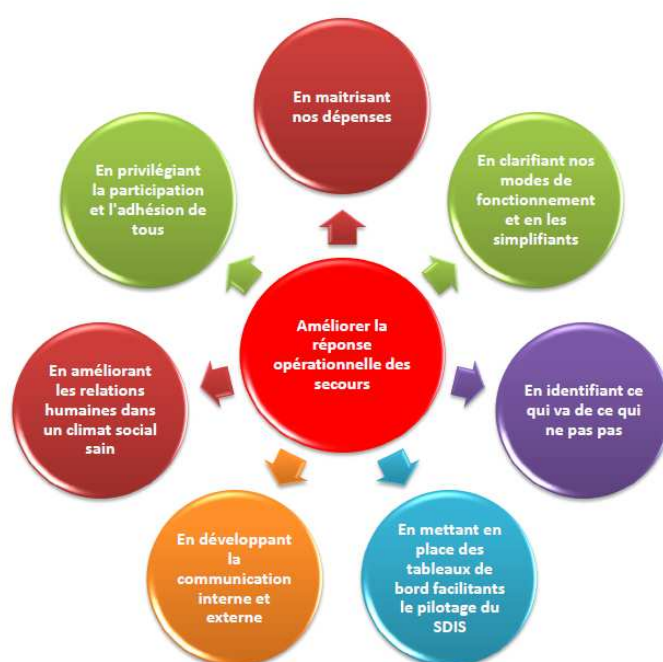 En maitrisant
nos dépenses
En clarifiant nos
modes de
fonctionnement
et en les
simplifiants
En identifiant ce
qui va de ce qui
ne pas pas
En mettant en
place des
tableaux de
bord facilitants
le pilotage du
SDIS
En développant
la
communication
interne et
externe
En améliorant
les relations
humaines dans
un climat social
sain
En privilégiant
la participation
et l'adhésion de
tous
Améliorer la
réponse
opérationnelle des
secours